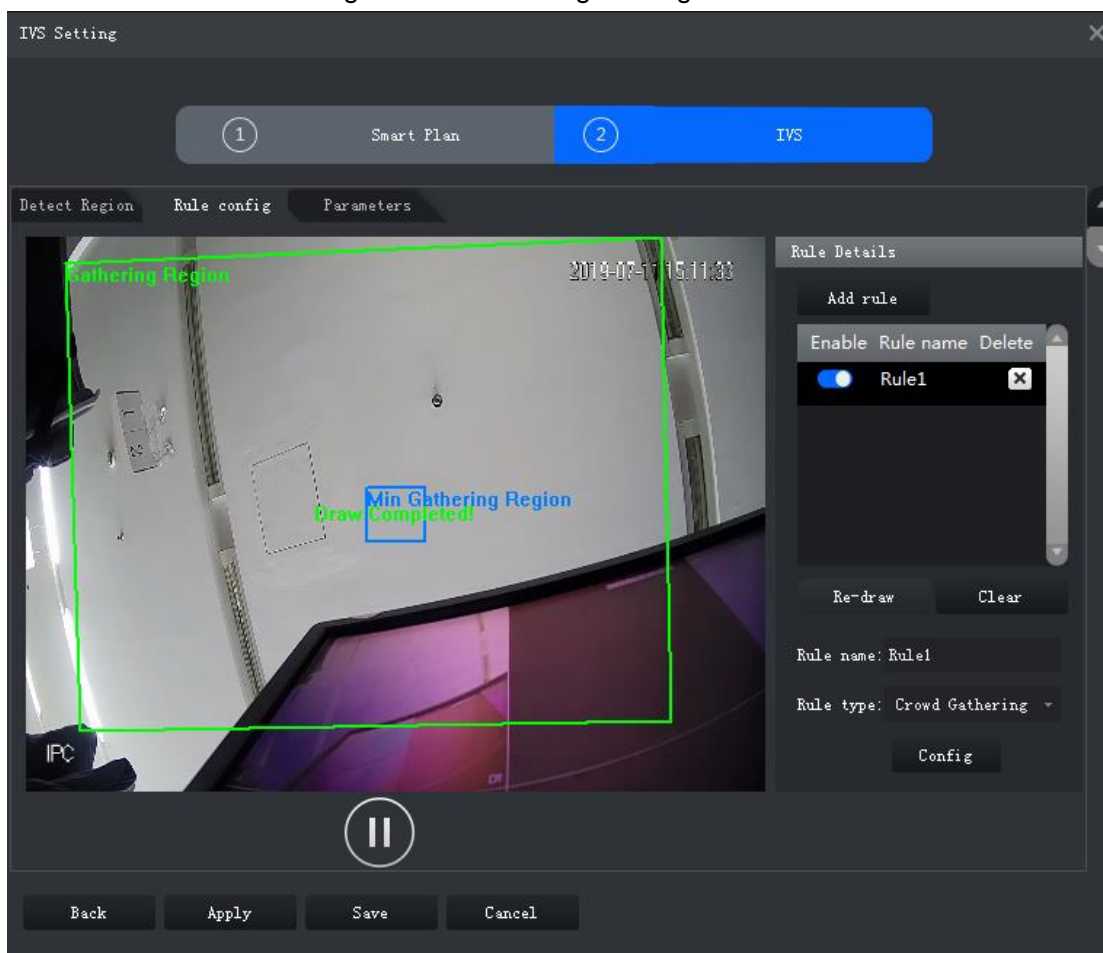 IVS Setting
1 Smart Plan 2 IVS
Detect Region Rule config Parameters
Gathering Region
2019-07-11 15:11:33
Min Gathering Region
Draw Completed!
IPC
Rule Details
Add rule
Enable Rule name Delete
Rule1
Re-draw Clear
Rule name: Rule1
Rule type: Crowd Gathering
Config
Back Apply Save Cancel